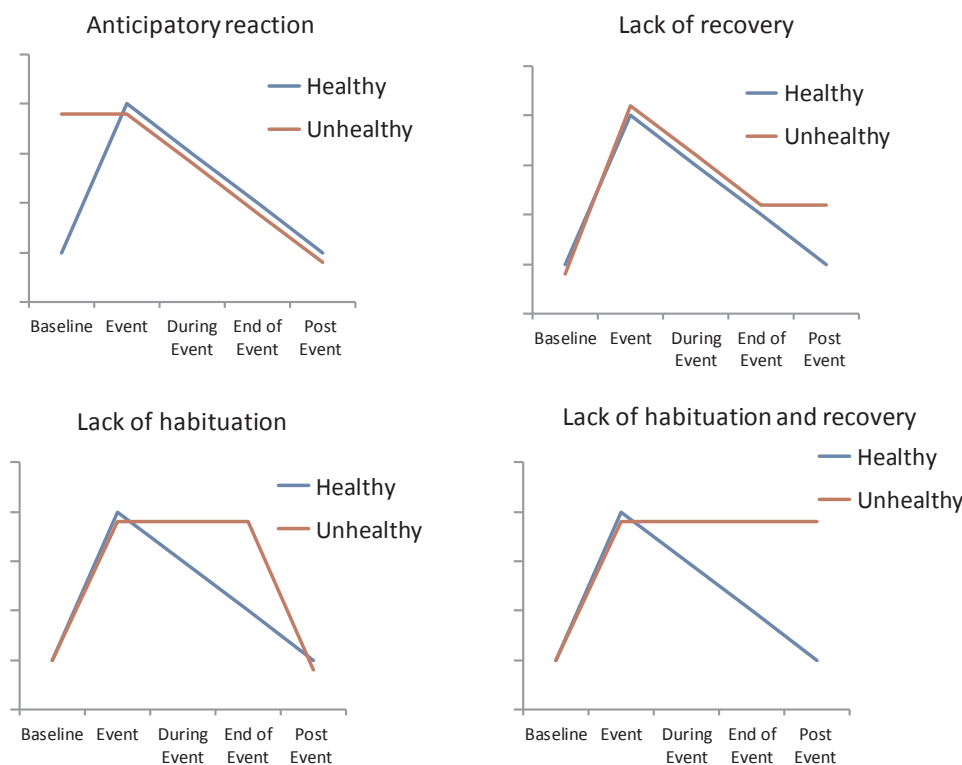 Anticipatory reaction
Healthy
Unhealthy
Baseline Event During End of Post
Event Event Event
Lack of recovery
Healthy
Unhealthy
Baseline Event During End of Post
Event Event Event
Lack of habituation
Healthy
Unhealthy
Baseline Event During End of Post
Event Event Event
Lack of habituation and recovery
Healthy
Unhealthy
Baseline Event During End of Post
Event Event Event